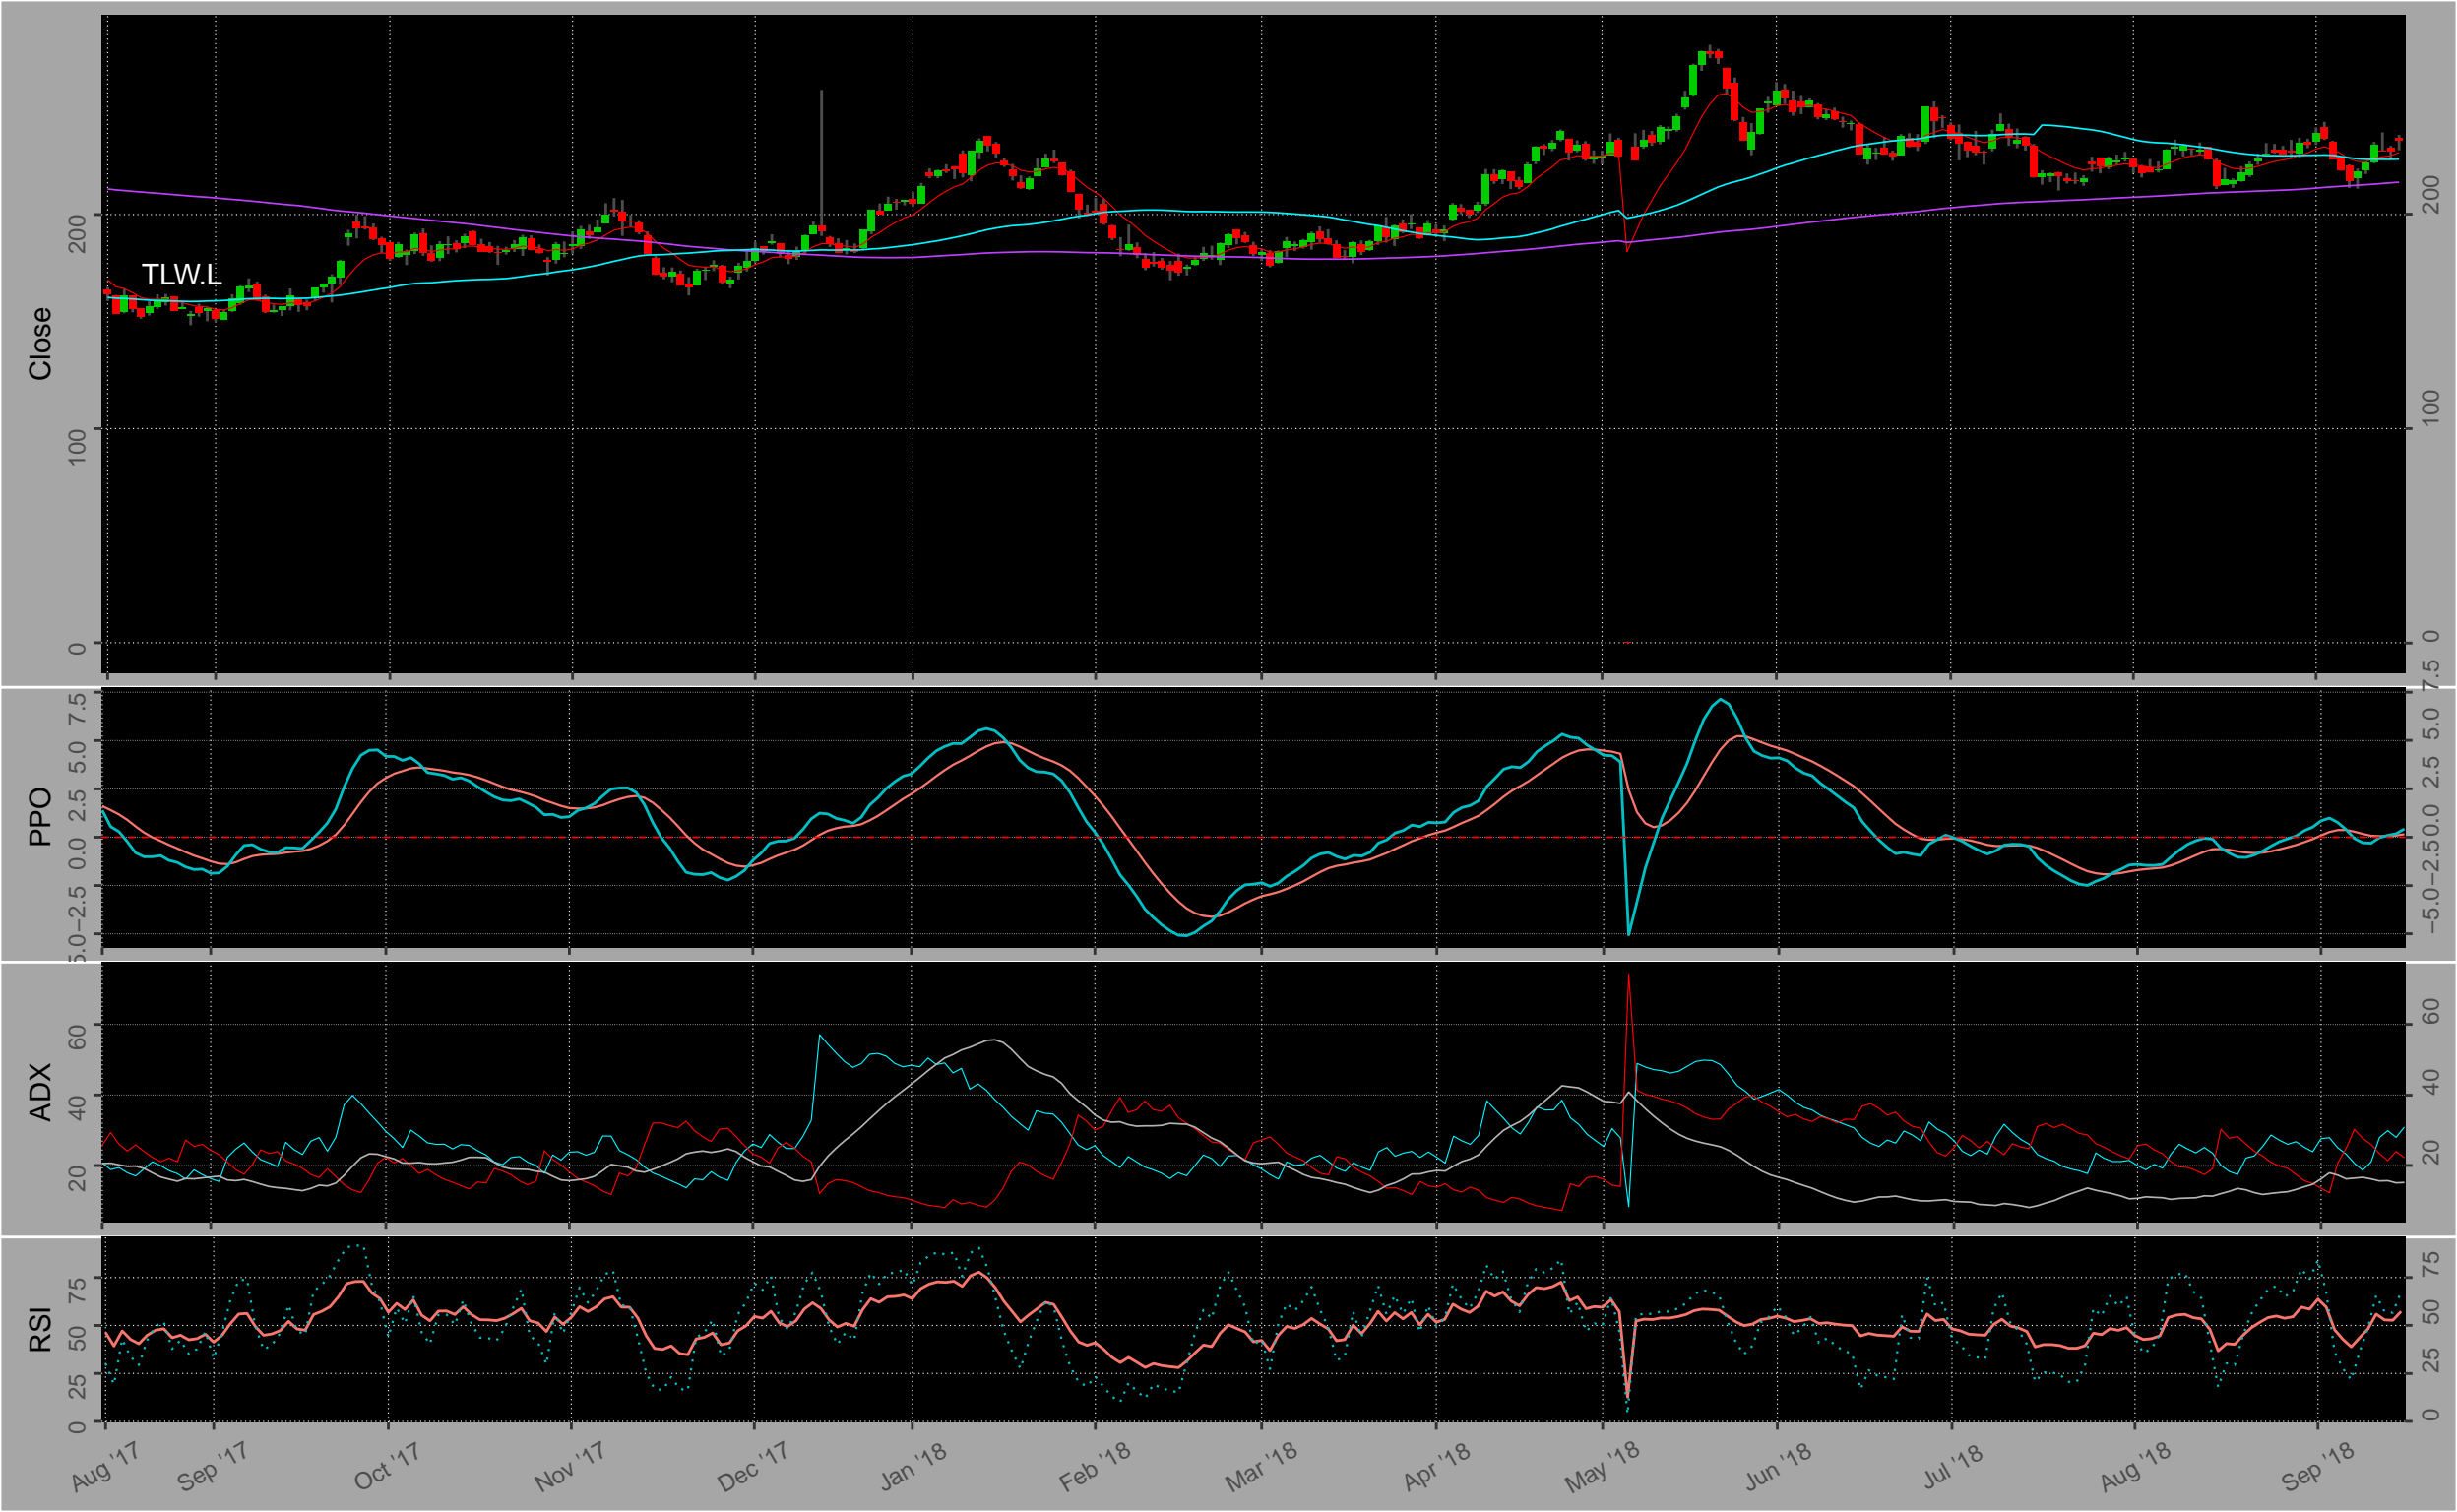 TLW.L
Close
200
100
0
200
100
0
PPO
7.5
5.0
2.5
0.0
−2.5
5.0
7.5
5.0
2.5
0.0
−2.5
−5.0
ADX
60
40
20
60
40
20
RSI
75
50
25
0
75
50
25
0
Aug '17
Sep '17
Oct '17
Nov '17
Dec '17
Jan '18
Feb '18
Mar '18
Apr '18
May '18
Jun '18
Jul '18
Aug '18
Sep '18